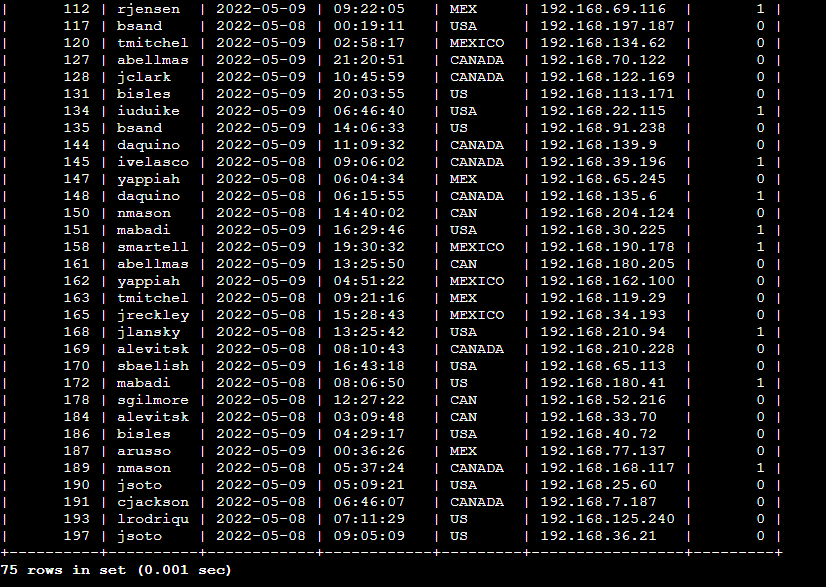 |      112 | rjensen  | 2022-05-09 | 09:22:05   | MEX     | 192.168.69.116  |       1 |
|      117 | bsand    | 2022-05-08 | 00:19:11   | USA     | 192.168.197.187 |       0 |
|      120 | tmitchel | 2022-05-09 | 02:58:17   | MEXICO  | 192.168.134.62  |       0 |
|      127 | abellmas | 2022-05-09 | 21:20:51   | CANADA  | 192.168.70.122  |       0 |
|      128 | jclark   | 2022-05-09 | 10:45:59   | CANADA  | 192.168.122.169 |       0 |
|      131 | bisles   | 2022-05-09 | 20:03:55   | US      | 192.168.113.171 |       0 |
|      134 | iuduike  | 2022-05-09 | 06:46:40   | USA     | 192.168.22.115  |       1 |
|      135 | bsand    | 2022-05-09 | 14:06:33   | US      | 192.168.91.238  |       0 |
|      144 | daquino  | 2022-05-09 | 11:09:32   | CANADA  | 192.168.139.9   |       0 |
|      145 | ivelasco | 2022-05-08 | 09:06:02   | CANADA  | 192.168.39.196  |       1 |
|      147 | yappiah  | 2022-05-09 | 06:04:34   | MEX     | 192.168.65.245  |       0 |
|      148 | daquino  | 2022-05-08 | 06:15:55   | CANADA  | 192.168.135.6   |       1 |
|      150 | nmason   | 2022-05-08 | 14:40:02   | CAN     | 192.168.204.124 |       0 |
|      151 | mabadi   | 2022-05-09 | 16:29:46   | USA     | 192.168.30.225  |       1 |
|      158 | smartell | 2022-05-09 | 19:30:32   | MEXICO  | 192.168.190.178 |       1 |
|      161 | abellmas | 2022-05-09 | 13:25:50   | CAN     | 192.168.180.205 |       0 |
|      162 | yappiah  | 2022-05-09 | 04:51:22   | MEXICO  | 192.168.162.100 |       0 |
|      163 | tmitchel | 2022-05-08 | 09:21:16   | MEX     | 192.168.119.29  |       0 |
|      165 | jreckley | 2022-05-09 | 15:28:43   | MEXICO  | 192.168.34.193  |       0 |
|      168 | jlansky  | 2022-05-08 | 13:25:42   | USA     | 192.168.210.94  |       1 |
|      169 | alevitsk | 2022-05-08 | 08:10:43   | CANADA  | 192.168.210.228 |       0 |
|      170 | sbaelish | 2022-05-09 | 16:43:18   | USA     | 192.168.65.113  |       0 |
|      172 | mabadi   | 2022-05-08 | 08:06:50   | US      | 192.168.180.41  |       1 |
|      178 | sgilmore | 2022-05-08 | 12:27:22   | CAN     | 192.168.52.216  |       0 |
|      184 | alevitsk | 2022-05-08 | 03:09:48   | CAN     | 192.168.33.70   |       0 |
|      186 | bisles   | 2022-05-09 | 04:29:17   | USA     | 192.168.40.72   |       0 |
|      187 | arusso   | 2022-05-09 | 00:36:26   | MEX     | 192.168.77.137  |       0 |
|      189 | nmason   | 2022-05-08 | 05:37:24   | CANADA  | 192.168.168.117 |       1 |
|      190 | jsoto    | 2022-05-09 | 05:09:21   | USA     | 192.168.25.60   |       0 |
|      191 | cjackson | 2022-05-08 | 06:46:07   | CANADA  | 192.168.7.187   |       0 |
|      193 | lrodriqu | 2022-05-08 | 07:11:29   | US      | 192.168.125.240 |       0 |
|      197 | jsoto    | 2022-05-08 | 09:05:09   | US      | 192.168.36.21   |       0 |
+----------+----------+------------+------------+---------+-----------------+---------+
75 rows in set (0.001 sec)